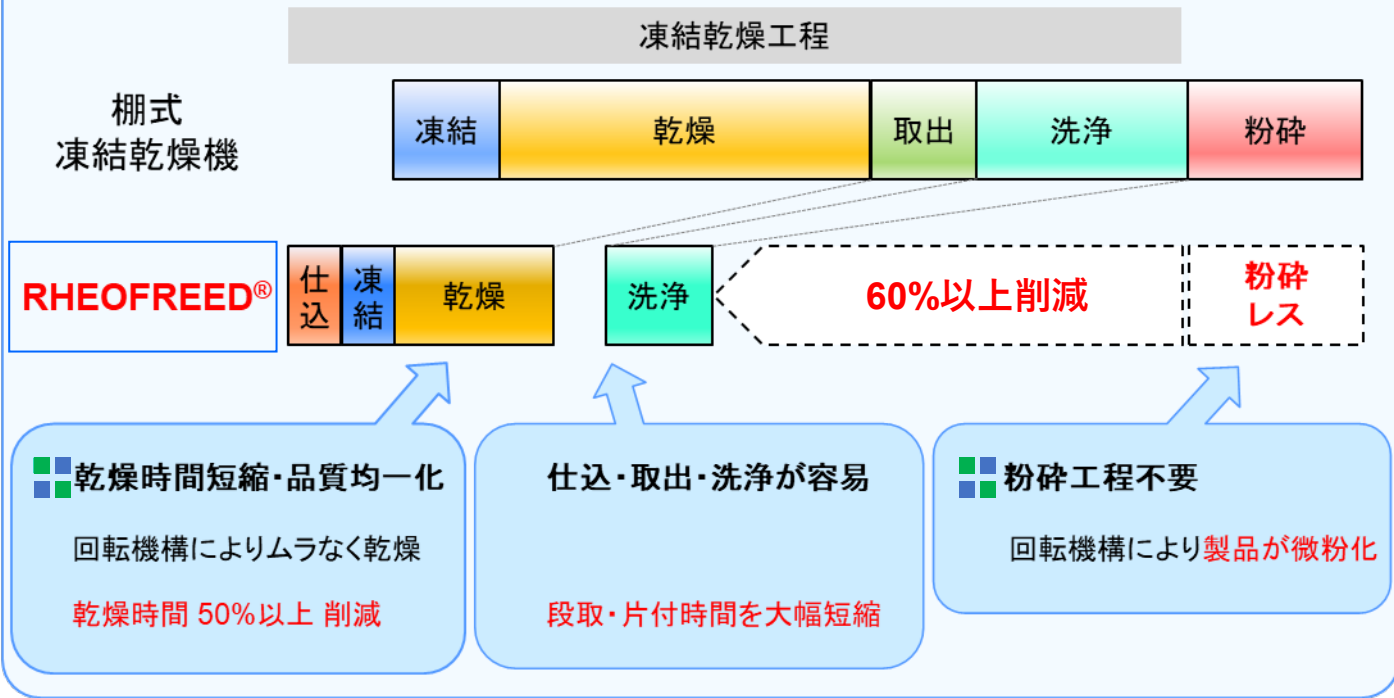 凍結乾燥工程
棚式
凍結乾燥機
凍結
乾燥
取出
洗浄
粉砕
RHEOFREED®
仕込
凍結
乾燥
洗浄
60%以上削減
粉砕
レス
乾燥時間短縮・品質均一化
回転機構によりムラなく乾燥
乾燥時間 50%以上 削減
仕込・取出・洗浄が容易
段取・片付時間を大幅短縮
粉砕工程不要
回転機構により製品が微粉化